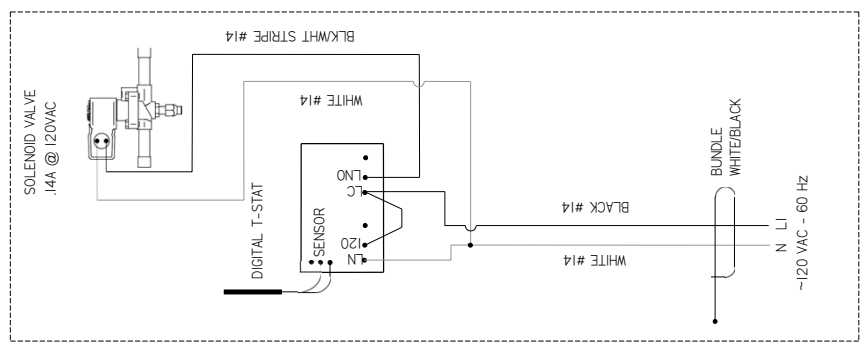 BLK/WHT STRIPE #14
WHITE #14
SOLENOID VALVE
.14A @ 120VAC
DIGITAL T-STAT
SENSOR
LNO
LC
120
LN
BLACK #14
WHITE #14
BUNDLE
WHITE/BLACK
L1
N
~120 VAC - 60 Hz